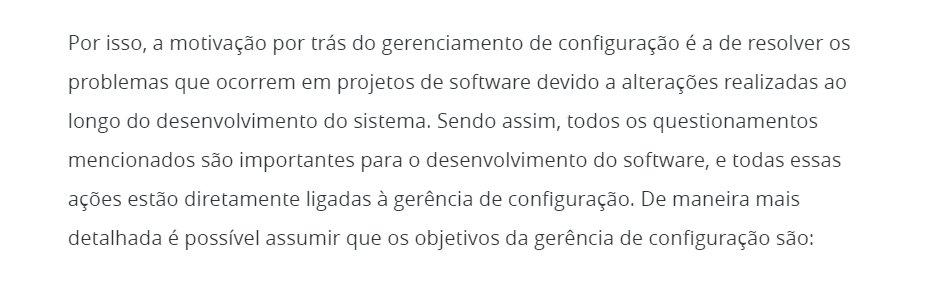 Por isso, a motivação por trás do gerenciamento de configuração é a de resolver os
problemas que ocorrem em projetos de software devido a alterações realizadas ao
longo do desenvolvimento do sistema. Sendo assim, todos os questionamentos
mencionados são importantes para o desenvolvimento do software, e todas essas
ações estão diretamente ligadas à gerência de configuração. De maneira mais
detalhada é possível assumir que os objetivos da gerência de configuração são: